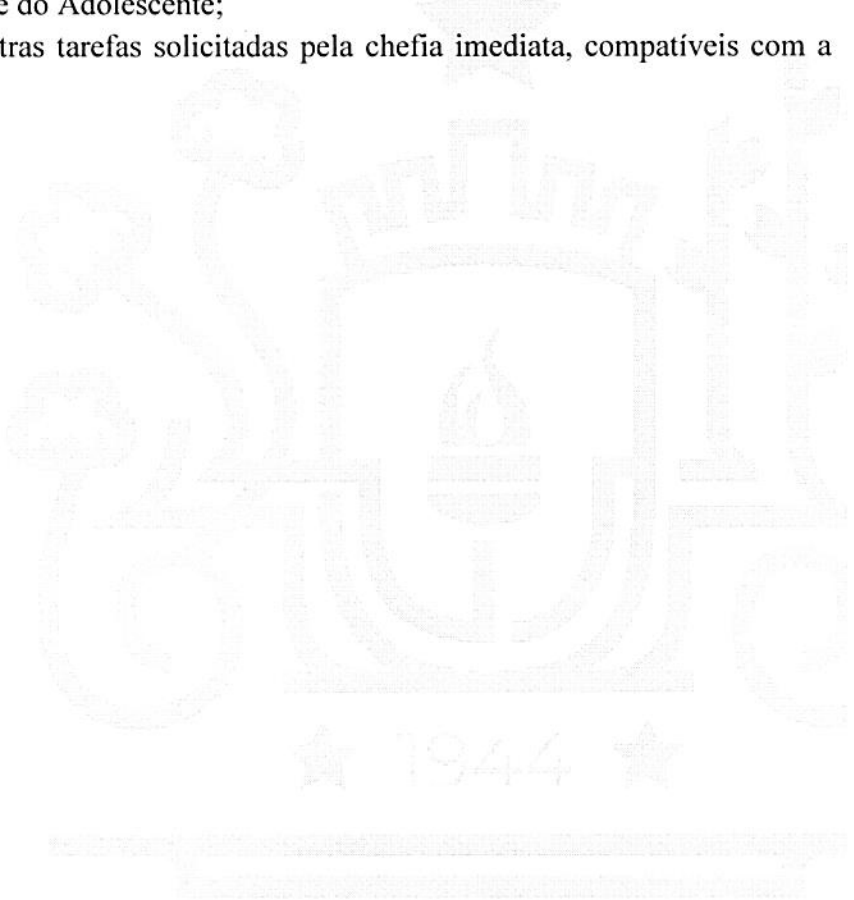 e do Adolescente;
tras tarefas solicitadas pela chefia imediata, compatíveis com a
1944